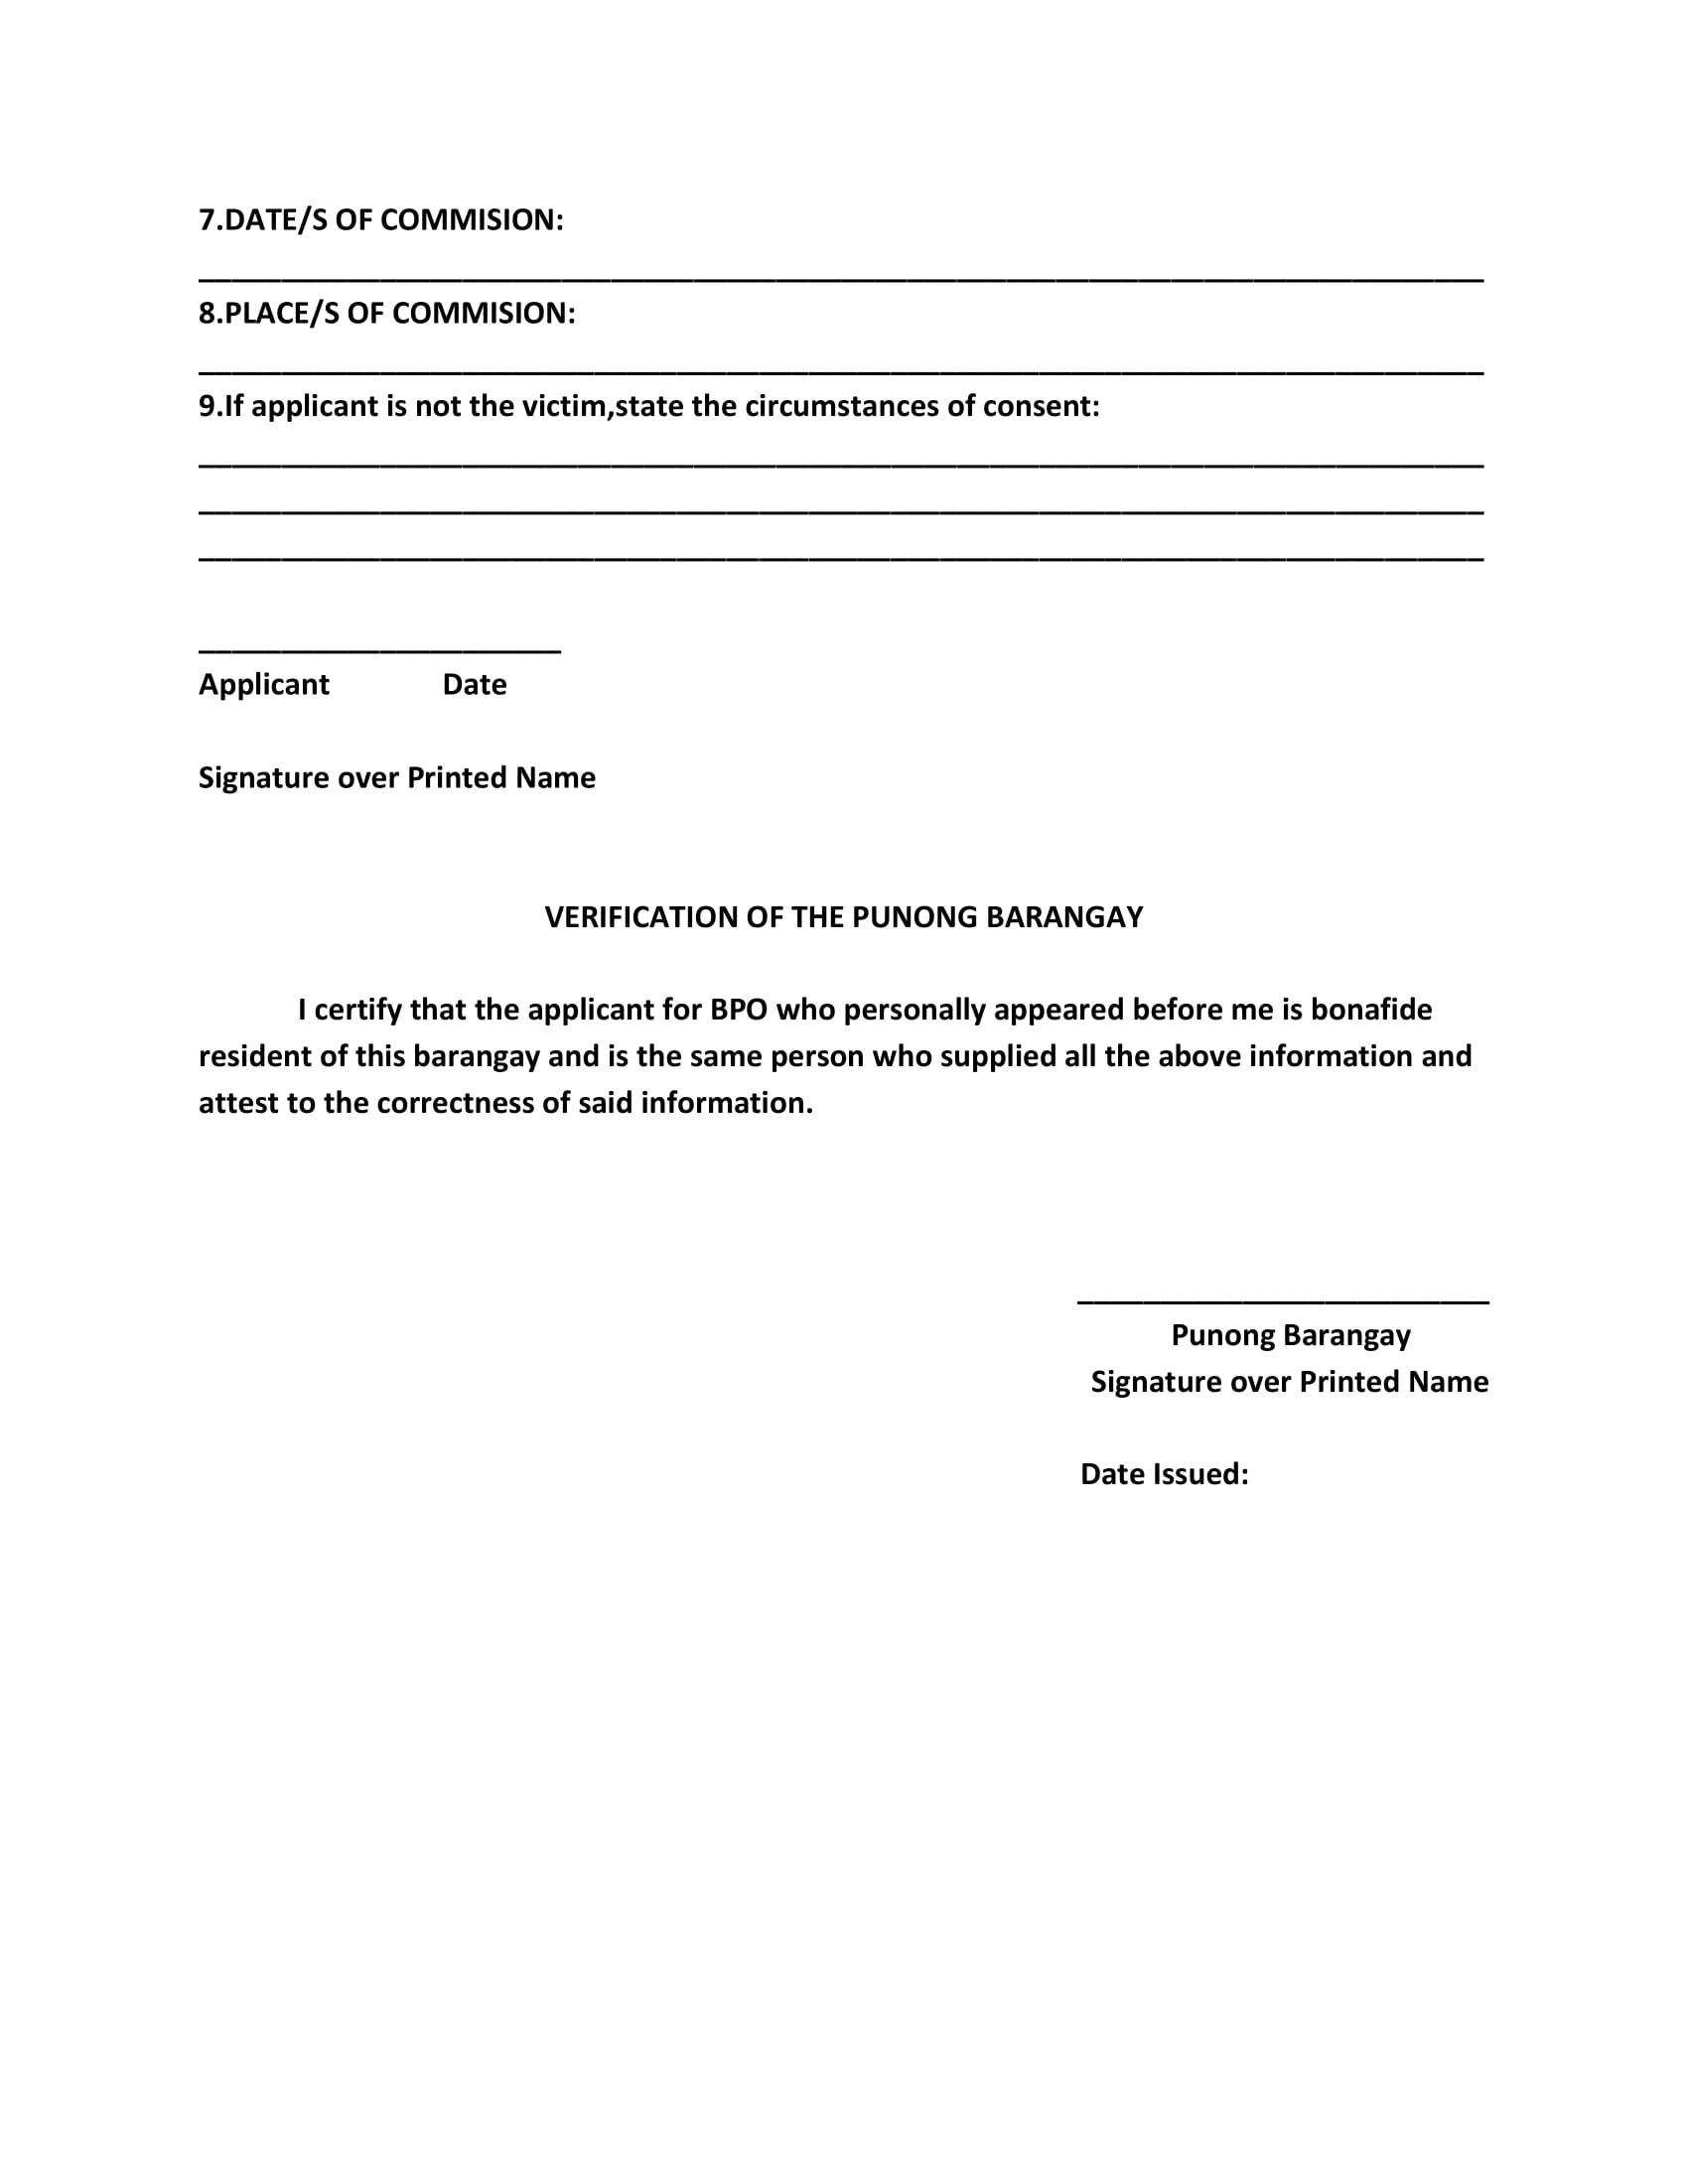 7.DATE/S OF COMMISION:
8.PLACE/S OF COMMISION:
9.If applicant is not the victim,state the circumstances of consent:
Applicant Date
Signature over Printed Name
VERIFICATION OF THE PUNONG BARANGAY
I certify that the applicant for BPO who personally appeared before me is bonafide
resident of this barangay and is the same person who supplied all the above information and
attest to the correctness of said information.
Punong Barangay
Signature over Printed Name
Date Issued: